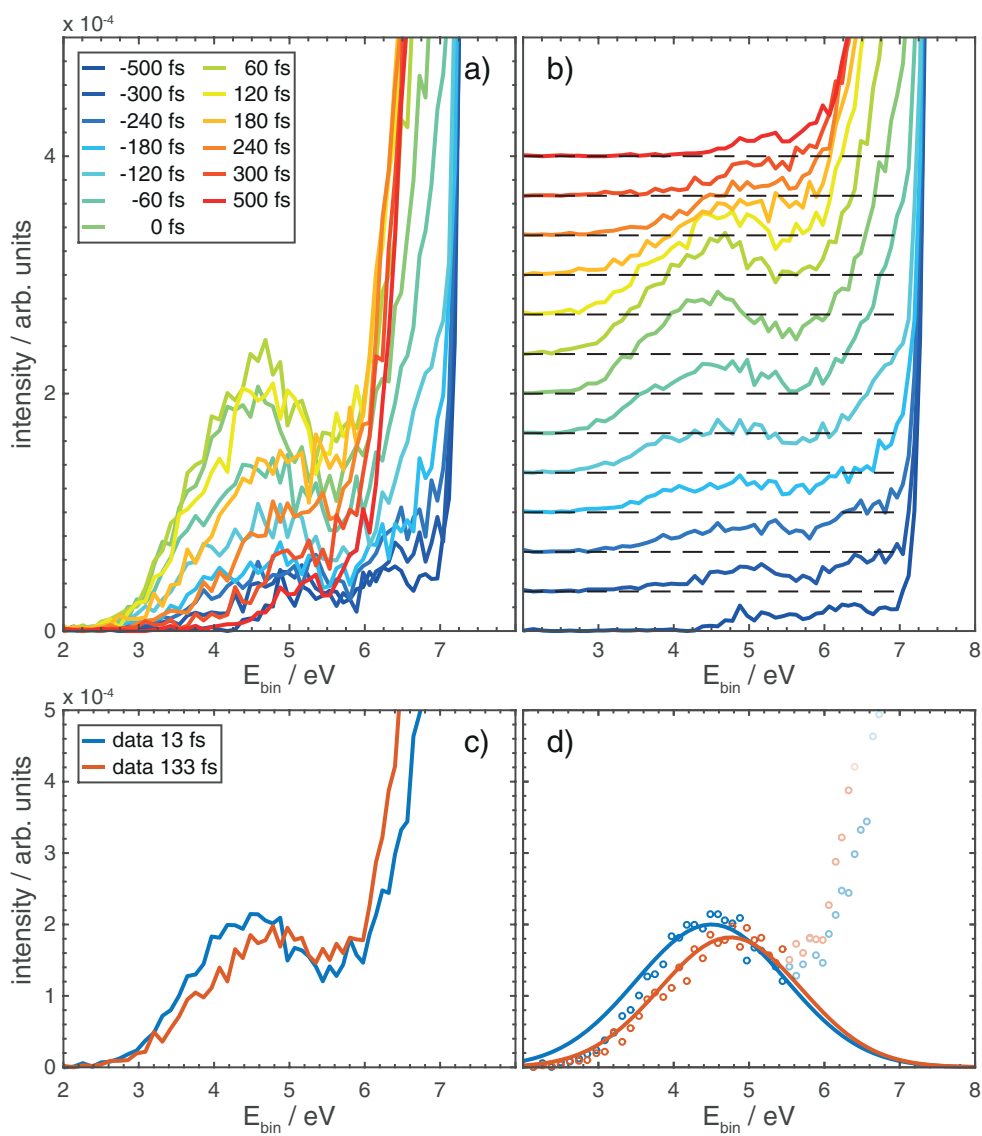 x 10⁻⁴
a)
b)
-500 fs
-300 fs
-240 fs
-180 fs
-120 fs
-60 fs
0 fs
60 fs
120 fs
180 fs
240 fs
300 fs
500 fs
intensity / arb. units
4
2
0
2 3 4 5 6 7
3 4 5 6 7 8
E_bin / eV
E_bin / eV
x 10⁻⁴
c)
d)
data 13 fs
data 133 fs
intensity / arb. units
5
4
3
2
1
0
2 3 4 5 6 7
3 4 5 6 7 8
E_bin / eV
E_bin / eV